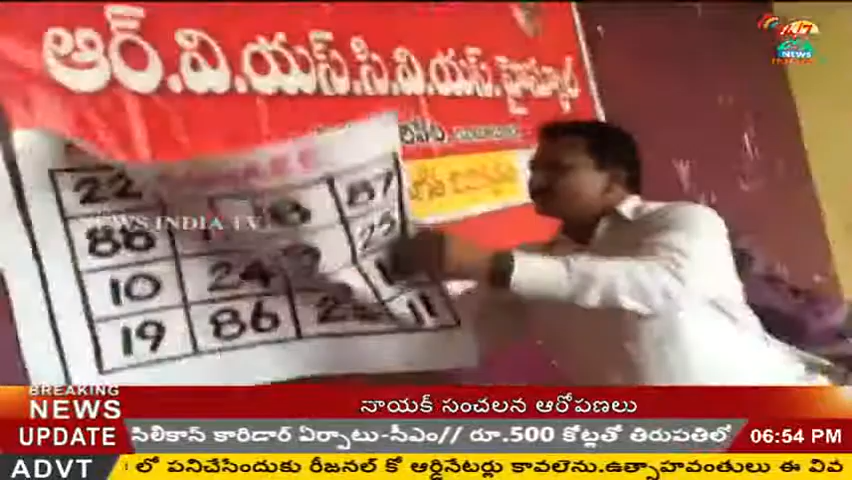 ఆర్.వి.యస్.సి.వి.యస్.హైస్కూల్
NEWS
22 87
NEWS INDIA TV
88 25
10 24
19 86 11
BREAKING
NEWS
UPDATE
నాయక్ సంచలన ఆరోపణలు
సిలికాస్ కారిడార్ ఏర్పాటు-సీఎం// రూ.500 కోట్లతో తిరుపతిలో
06:54 PM
ADVT
లో పనిచేసేందుకు రీజనల్ కో ఆర్డినేటర్లు కావలెను.ఉత్సాహవంతులు ఈ వివ